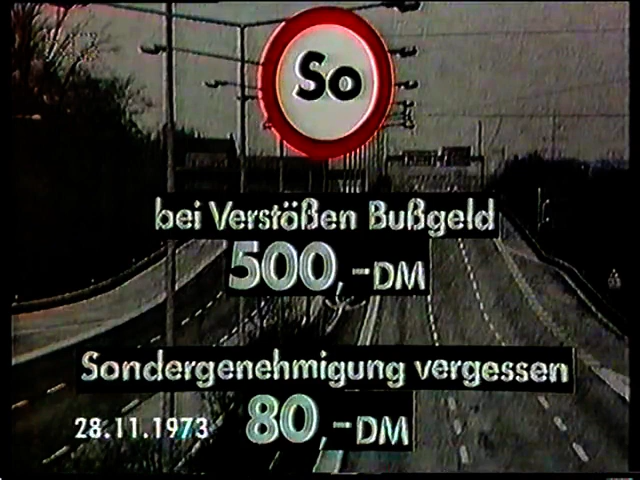 So
bei Verstößen Bußgeld
500,-DM
Sondergenehmigung vergessen
80,-DM
28.11.1973